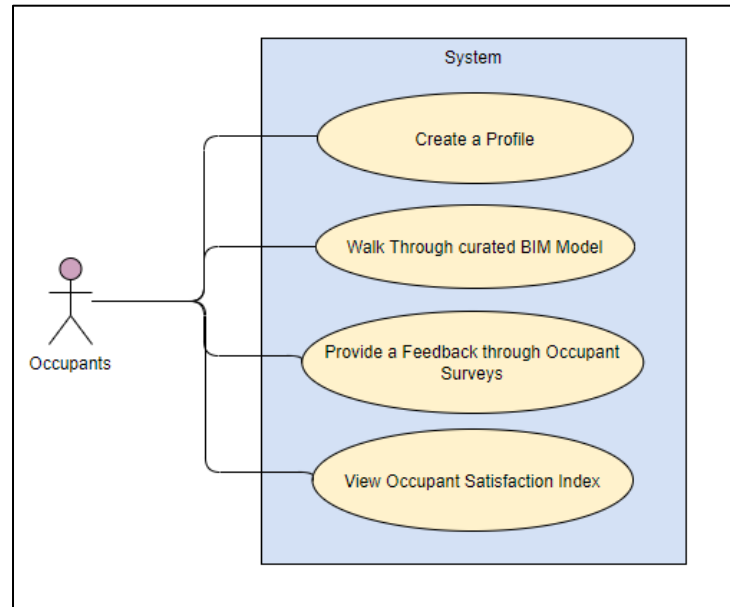 System
Create a Profile
Walk Through curated BIM Model
Occupants
Provide a Feedback through Occupant
Surveys
View Occupant Satisfaction Index